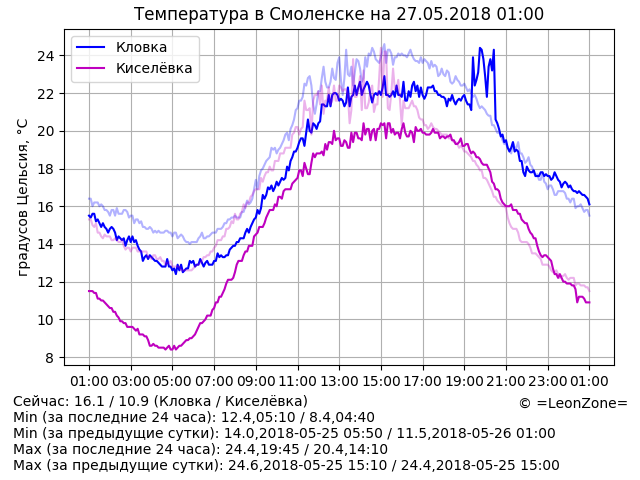 Температура в Смоленске на 27.05.2018 01:00
Кловка
Киселёвка
градусов Цельсия, °C
24
22
20
18
16
14
12
10
8
01:00 03:00 05:00 07:00 09:00 11:00 13:00 15:00 17:00 19:00 21:00 23:00 01:00
Сейчас: 16.1 / 10.9 (Кловка / Киселёвка)
© =LeonZone=
Min (за последние 24 часа): 12.4,05:10 / 8.4,04:40
Min (за предыдущие сутки): 14.0,2018-05-25 05:50 / 11.5,2018-05-26 01:00
Max (за последние 24 часа): 24.4,19:45 / 20.4,14:10
Max (за предыдущие сутки): 24.6,2018-05-25 15:10 / 24.4,2018-05-25 15:00